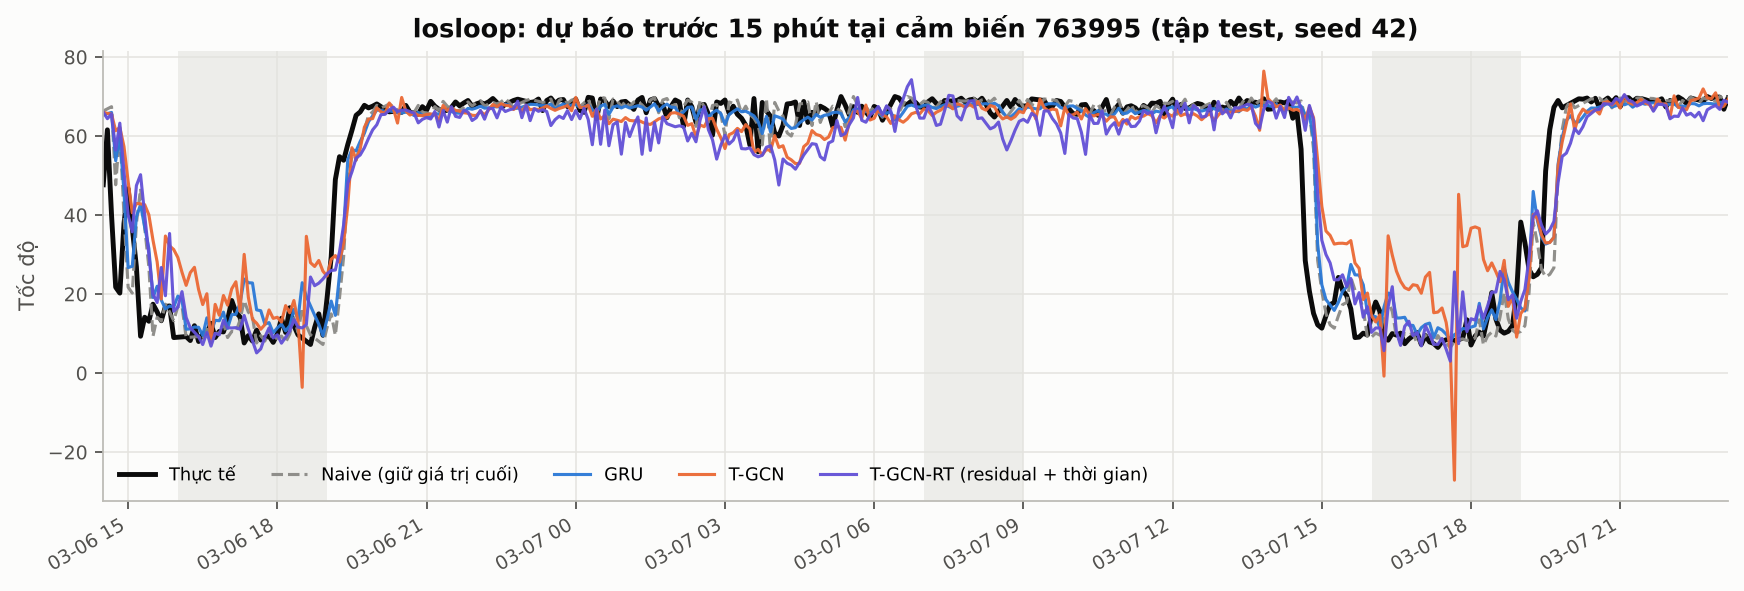 losloop: dự báo trước 15 phút tại cảm biến 763995 (tập test, seed 42)
Tốc độ
80
60
40
20
0
−20
Thực tế
Naive (giữ giá trị cuối)
GRU
T-GCN
T-GCN-RT (residual + thời gian)
03-06 15
03-06 18
03-06 21
03-07 00
03-07 03
03-07 06
03-07 09
03-07 12
03-07 15
03-07 18
03-07 21